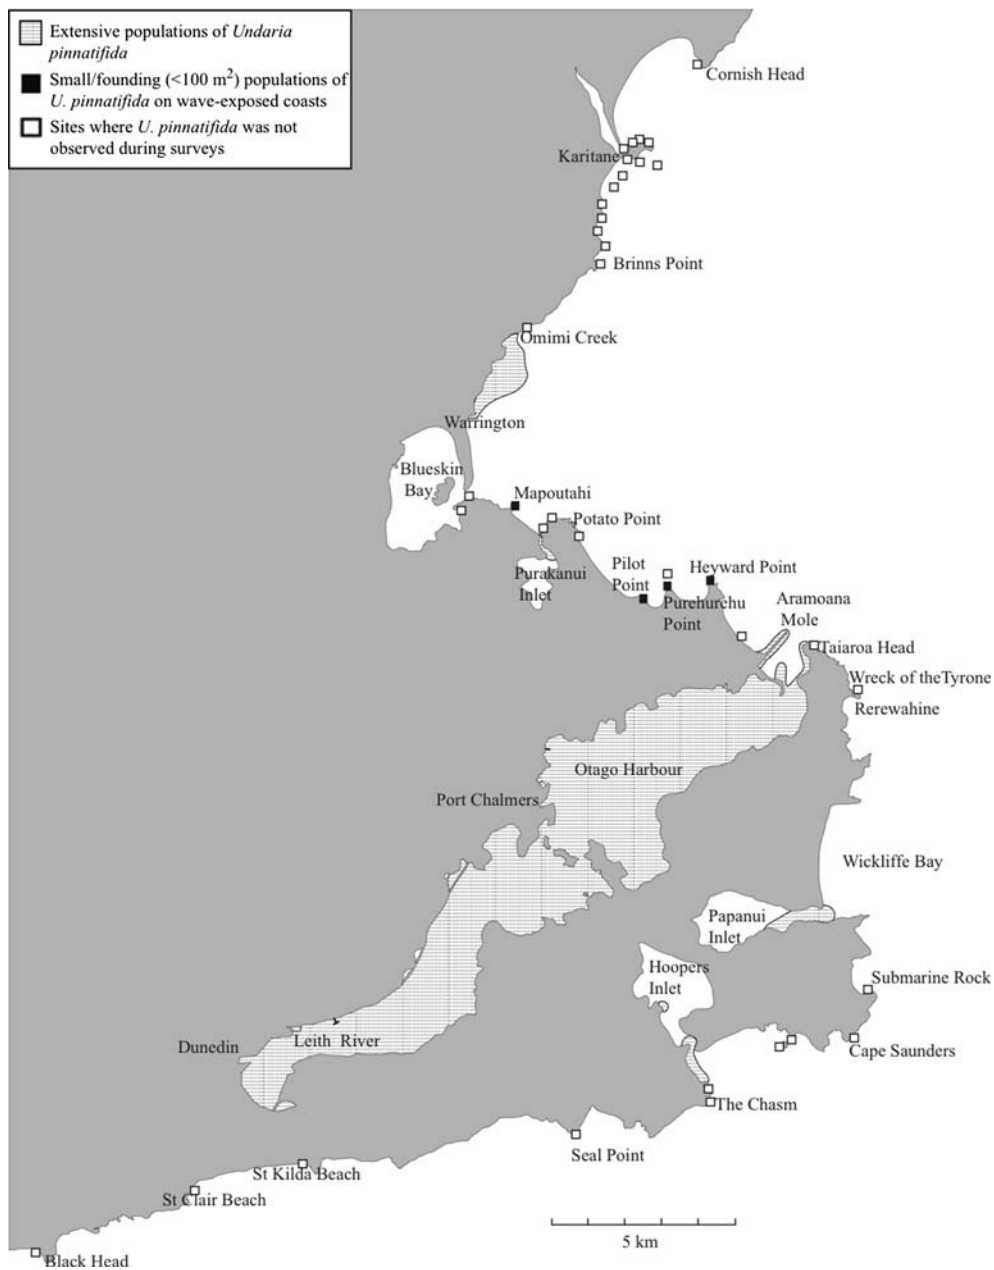 Extensive populations of Undaria
pinnatifida
Small/founding (<100 m²) populations of
U. pinnatifida on wave-exposed coasts
Sites where U. pinnatifida was not
observed during surveys
Cornish Head
Karitane
Brinns Point
Omimi Creek
Warrington
Blueskin
Bay
Mapoutahi
Potato Point
Purakanui
Inlet
Pilot
Point
Heyward Point
Purehurehu
Point
Aramoana
Mole
Taiaroa Head
Wreck of theTyrone
Rerewahine
Otago Harbour
Port Chalmers
Wickliffe Bay
Papanui
Inlet
Hoopers
Inlet
Submarine Rock
Leith River
Dunedin
Cape Saunders
The Chasm
Seal Point
St Kilda Beach
St Clair Beach
Black Head
5 km